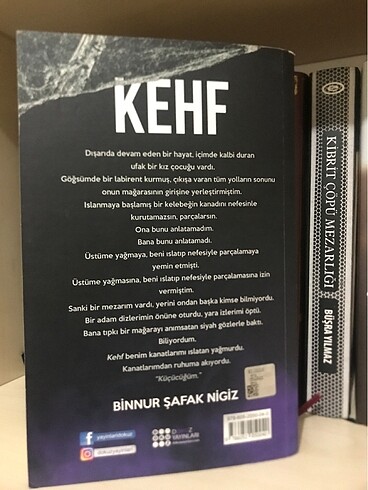 KEHF
Dışarıda devam eden bir hayat, içimde kalbi duran
ufak bir kız çocuğu vardı.
Göğsümde bir labirent kurmuş, çıkışa varan tüm yolların sonunu
onun mağarasının girişine yerleştirmiştim.
Islanmaya başlamış bir kelebeğin kanadını nefesinle
kurutamazsın, parçalarsın.
Ona bunu anlatamadım.
Bana bunu anlatamadı.
Üstüme yağmaya, beni ıslatıp nefesiyle parçalamaya
yemin etmişti.
Üstüme yağmasına, beni ıslatıp nefesiyle parçalamasına izin
vermiştim.
Sanki bir mezarım vardı, yerini ondan başka kimse bilmiyordu.
Bir adam dizlerimin önüne oturdu, yara izlerimi öptü.
Bana tıpkı bir mağarayı anımsatan siyah gözlerle baktı.
Biliyordum.
Kehf benim kanatlarımı ıslatan yağmurdu.
Kanatlarımdan ruhuma akıyordu.
"Küçücüğüm."
BİNNUR ŞAFAK NİGİZ
yayinlaridokuz
dokuzyayinlari
DOKUZ
YAYINLARI
KİBRİT ÇÖPÜ MEZARLIĞI
BÜŞRA YILMAZ